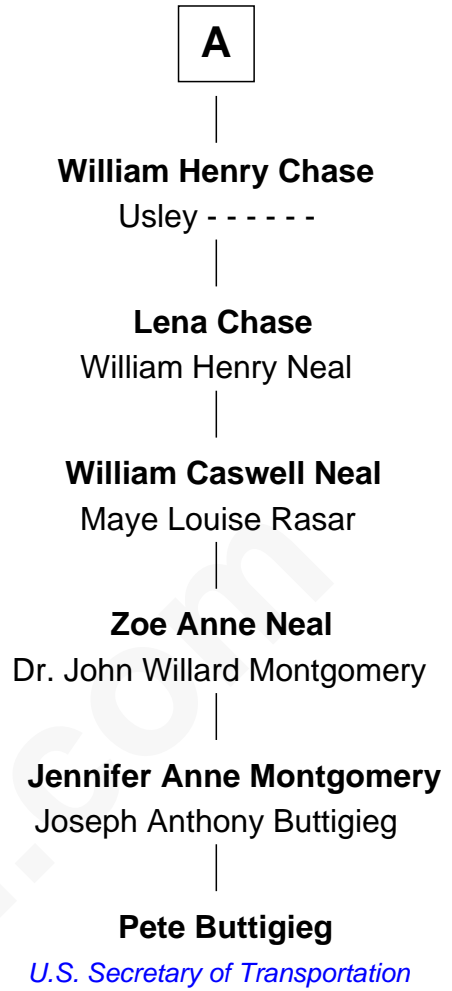 A
William Henry Chase
Usley - - - - - -
Lena Chase
William Henry Neal
William Caswell Neal
Maye Louise Rasar
Zoe Anne Neal
Dr. John Willard Montgomery
Jennifer Anne Montgomery
Joseph Anthony Buttigieg
Pete Buttigieg
U.S. Secretary of Transportation
.com